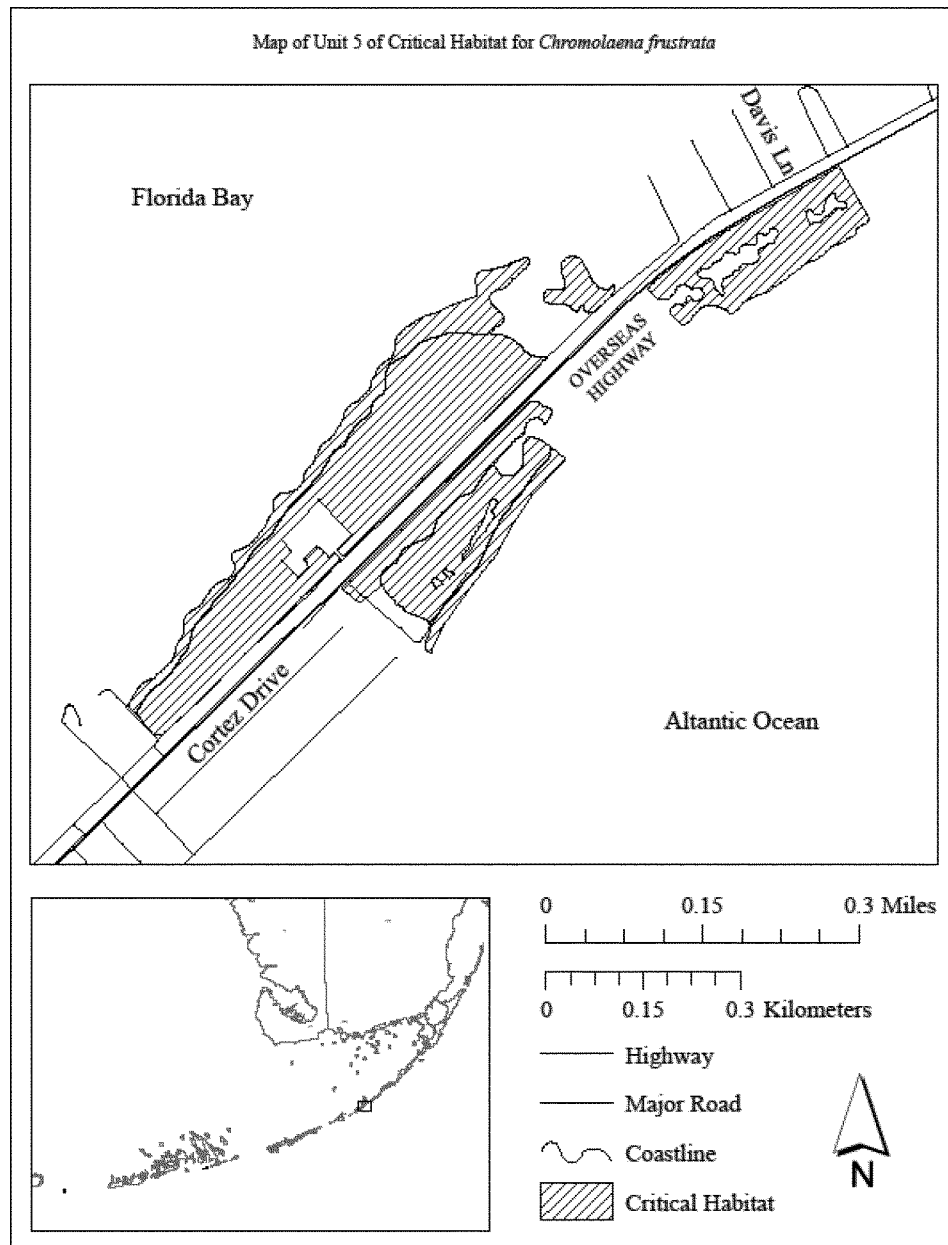 Map of Unit 5 of Critical Habitat for Chromolaena frustrata
Davis Ln
Florida Bay
OVERSEAS
HIGHWAY
Cortez Drive
Altantic Ocean
0 0.15 0.3 Miles
0 0.15 0.3 Kilometers
Highway
Major Road
Coastline
Critical Habitat
N